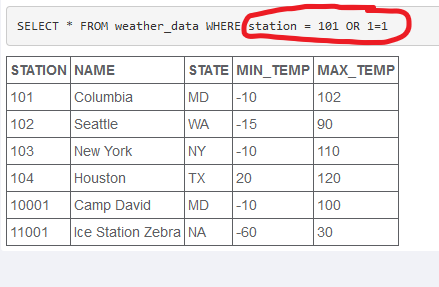 SELECT * FROM weather_data WHERE station = 101 OR 1=1
STATION NAME STATE MIN_TEMP MAX_TEMP
101 Columbia MD -10 102
102 Seattle WA -15 90
103 New York NY -10 110
104 Houston TX 20 120
10001 Camp David MD -10 100
11001 Ice Station Zebra NA -60 30